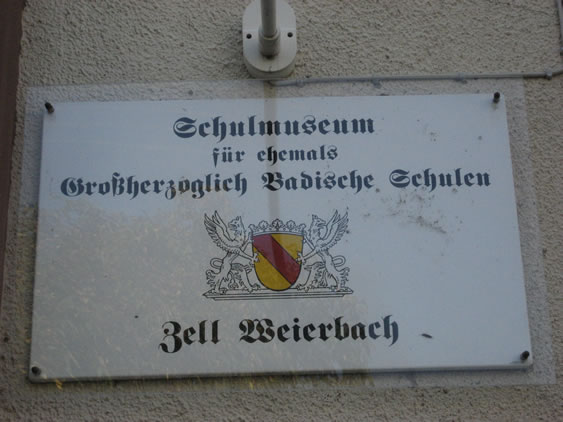 Schulmuseum
für ehemals
Großherzoglich Badische Schulen
Zell Weierbach